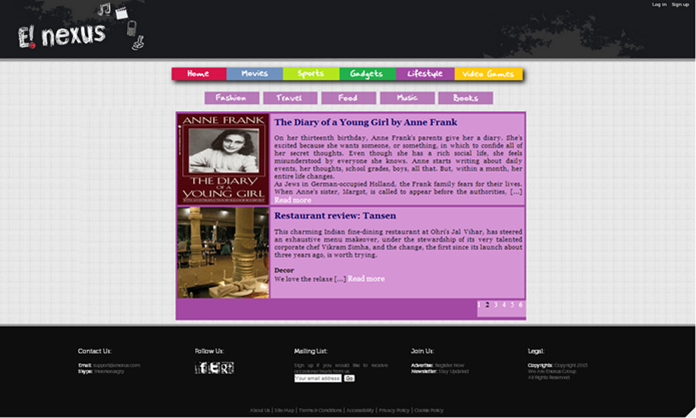 Log in Sign up
E! nexus
Home Movies Sports Gadgets Lifestyle Video Games
Fashion Travel Food Music Books
ANNE FRANK
THE DIARY
OF A
YOUNG GIRL
The Diary of a Young Girl by Anne Frank
On her thirteenth birthday, Anne Frank's parents give her a diary. She's
excited because she wants someone, or something, in which to confide all of
her secret thoughts. Even though she has a rich social life, she feels
misunderstood by everyone she knows. Anne starts writing about daily
events, her thoughts, school grades, boys, all that. But, within a month, her
entire life changes.
As Jews in German-occupied Holland, the Frank family fears for their lives.
When Anne's sister, Margot, is called to appear before the authorities, [...]
Read more
Restaurant review: Tansen
This charming Indian fine-dining restaurant at Ohri's Jal Vihar, has steered
an exhaustive menu makeover, under the stewardship of its very talented
corporate chef Vikram Simha, and the change, the first since its launch about
three years ago, is worth trying.
Decor
We love the relaxe [...] Read more
1 2 3 4 5 6
Contact Us: Follow Us: Mailing List: Join Us: Legal:
Email:
Skype:
Sign up if you would like to receive
Your email address Go
Advertise: Register Now
Newsletter: Stay Updated
Copyrights: Copyright
All Rights Reserved.
About Us | Site Map | Terms & Conditions | Accessibility | Privacy Policy | Cookie Policy